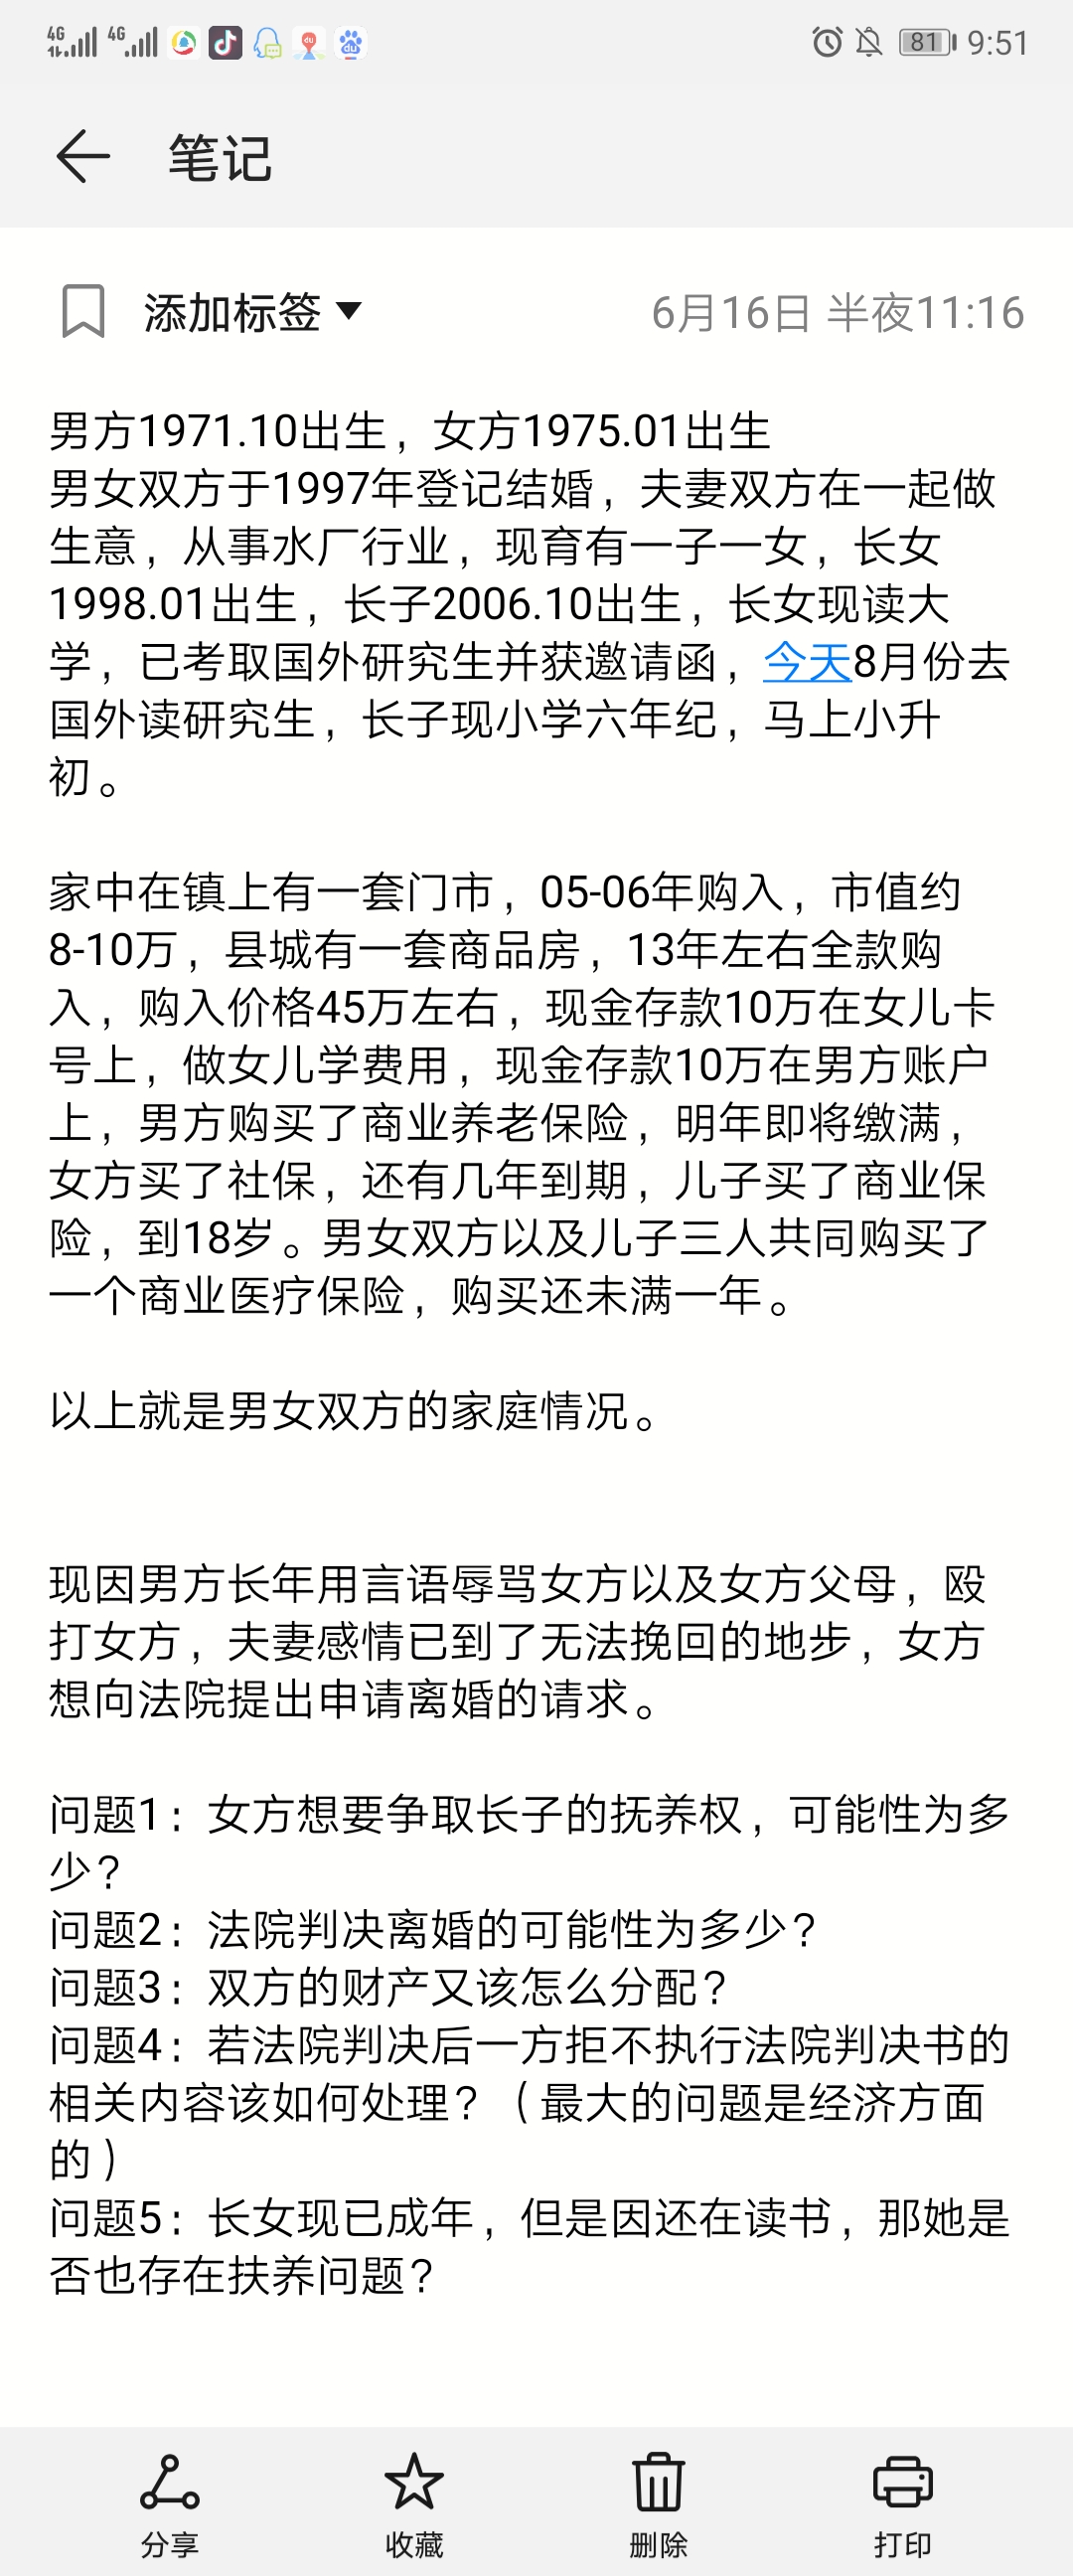 4G 4G 81 9:51
笔记
添加标签 6月16日 半夜11:16
男方1971.10出生，女方1975.01出生
男女双方于1997年登记结婚，夫妻双方在一起做
生意，从事水厂行业，现育有一子一女，长女
1998.01出生，长子2006.10出生，长女现读大
学，已考取国外研究生并获邀请函，今天8月份去
国外读研究生，长子现小学六年纪，马上小升
初。
家中在镇上有一套门市，05-06年购入，市值约
8-10万，县城有一套商品房，13年左右全款购
入，购入价格45万左右，现金存款10万在女儿卡
号上，做女儿学费用，现金存款10万在男方账户
上，男方购买了商业养老保险，明年即将缴满，
女方买了社保，还有几年到期，儿子买了商业保
险，到18岁。男女双方以及儿子三人共同购买了
一个商业医疗保险，购买还未满一年。
以上就是男女双方的家庭情况。
现因男方长年用言语辱骂女方以及女方父母，殴
打女方，夫妻感情已到了无法挽回的地步，女方
想向法院提出申请离婚的请求。
问题1：女方想要争取长子的抚养权，可能性为多
少？
问题2：法院判决离婚的可能性为多少？
问题3：双方的财产又该怎么分配？
问题4：若法院判决后一方拒不执行法院判决书的
相关内容该如何处理？（最大的问题是经济方面
的）
问题5：长女现已成年，但是因还在读书，那她是
否也存在扶养问题？
分享 收藏 删除 打印